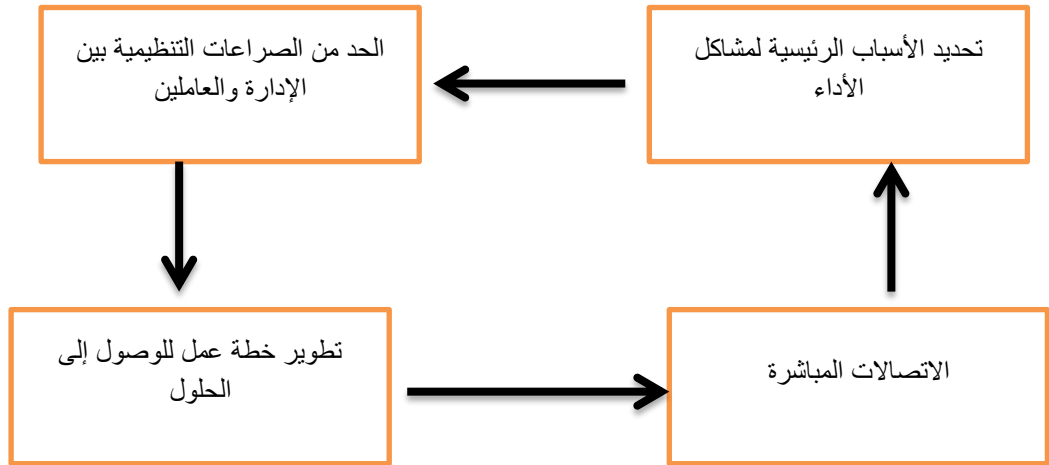 تحديد الأسباب الرئيسية لمشاكل
الأداء
الحد من الصراعات التنظيمية بين
الإدارة والعاملين
تطوير خطة عمل للوصول إلى
الحلول
الاتصالات المباشرة